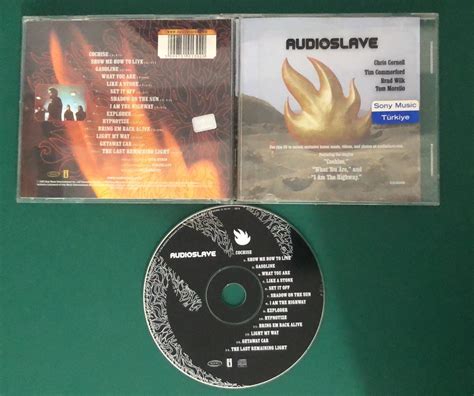 COCHISE
SHOW ME HOW TO LIVE
GASOLINE
WHAT YOU ARE
LIKE A STONE
SET IT OFF
SHADOW ON THE SUN
I AM THE HIGHWAY
EXPLODER
HYPNOTIZE
BRING EM BACK ALIVE
LIGHT MY WAY
GETAWAY CAR
THE LAST REMAINING LIGHT
AUDIOSLAVE
Chris Cornell
Tim Commerford
Brad Wilk
Tom Morello
Sony Music
Türkiye
Featuring the singles
"Cochise,"
"What You Are," and
"I Am The Highway."
AUDIOSLAVE
COCHISE
SHOW ME HOW TO LIVE
GASOLINE
WHAT YOU ARE
LIKE A STONE
SET IT OFF
SHADOW ON THE SUN
I AM THE HIGHWAY
EXPLODER
HYPNOTIZE
BRING EM BACK ALIVE
LIGHT MY WAY
GETAWAY CAR
THE LAST REMAINING LIGHT